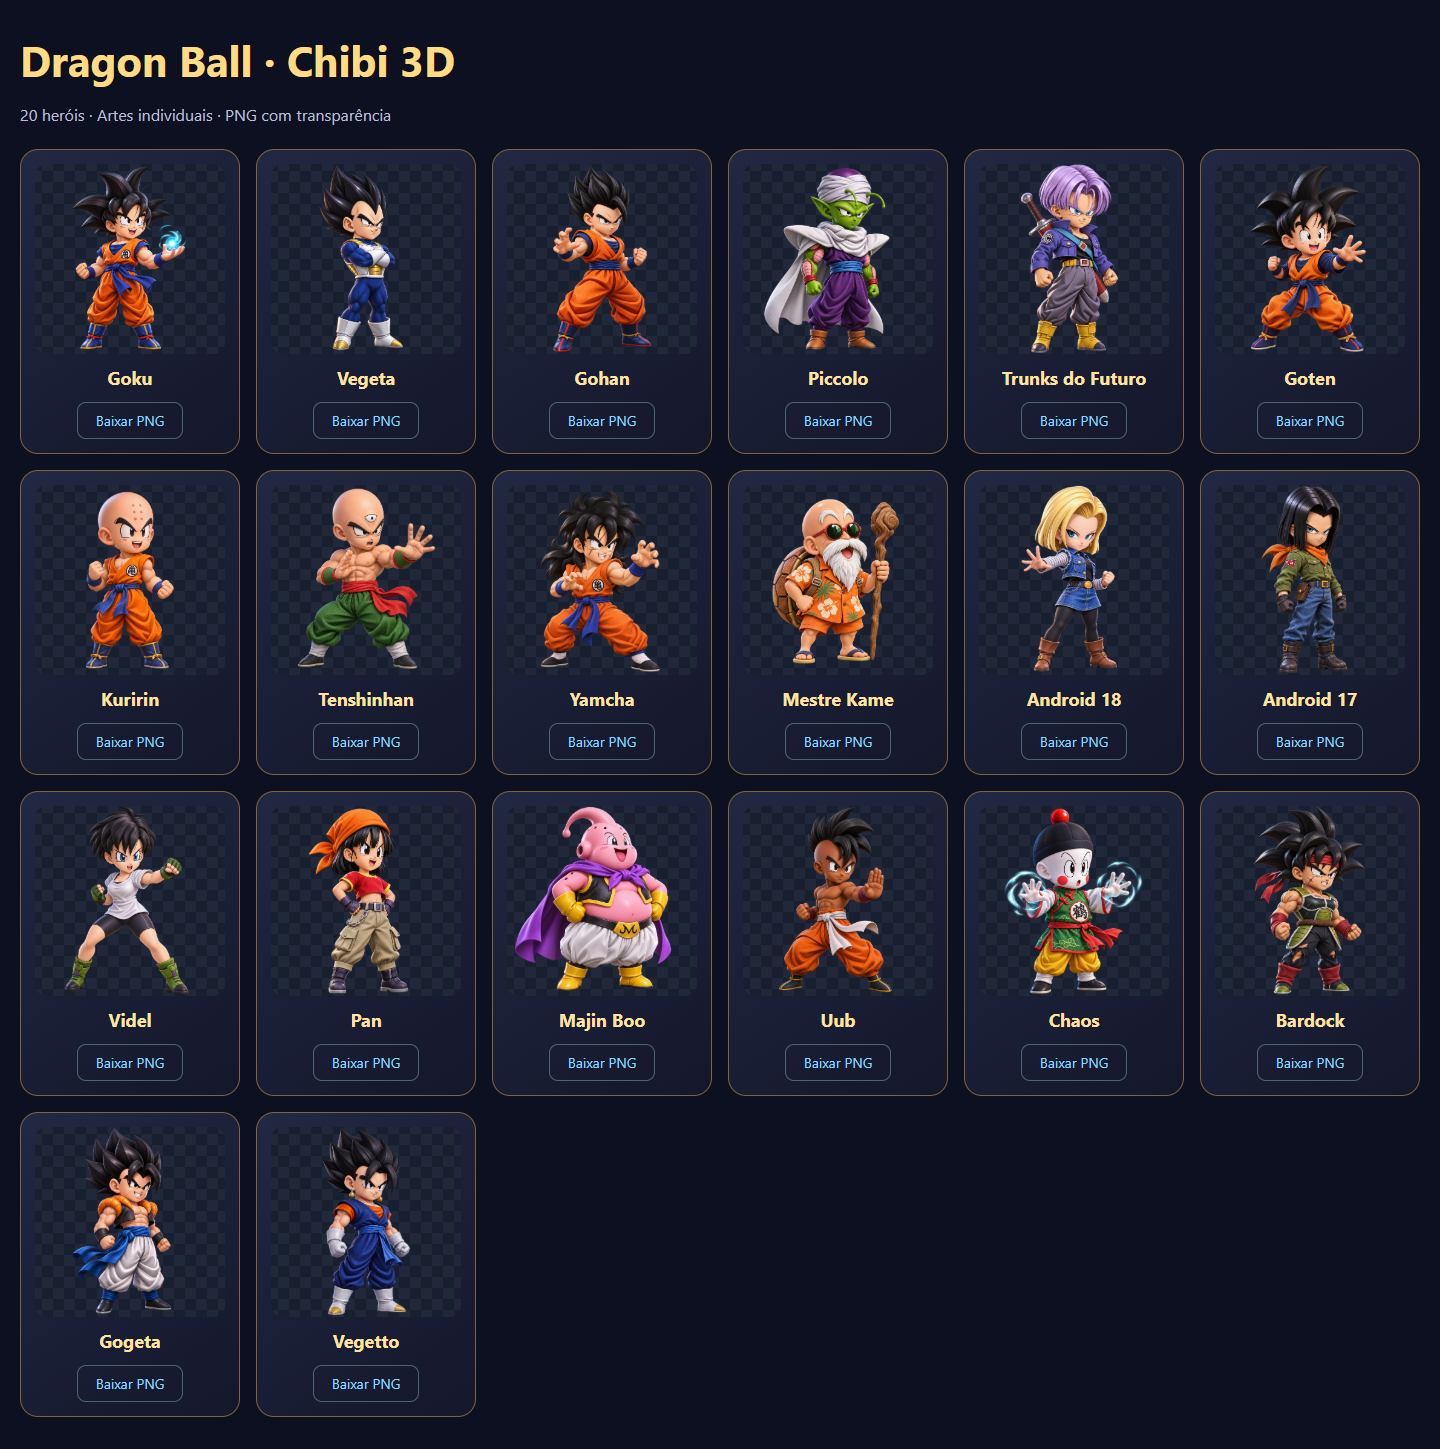 Dragon Ball · Chibi 3D
20 heróis · Artes individuais · PNG com transparência
Goku
Baixar PNG
Vegeta
Baixar PNG
Gohan
Baixar PNG
Piccolo
Baixar PNG
Trunks do Futuro
Baixar PNG
Goten
Baixar PNG
Kuririn
Baixar PNG
Tenshinhan
Baixar PNG
Yamcha
Baixar PNG
Mestre Kame
Baixar PNG
Android 18
Baixar PNG
Android 17
Baixar PNG
Videl
Baixar PNG
Pan
Baixar PNG
Majin Boo
Baixar PNG
Uub
Baixar PNG
Chaos
Baixar PNG
Bardock
Baixar PNG
Gogeta
Baixar PNG
Vegetto
Baixar PNG